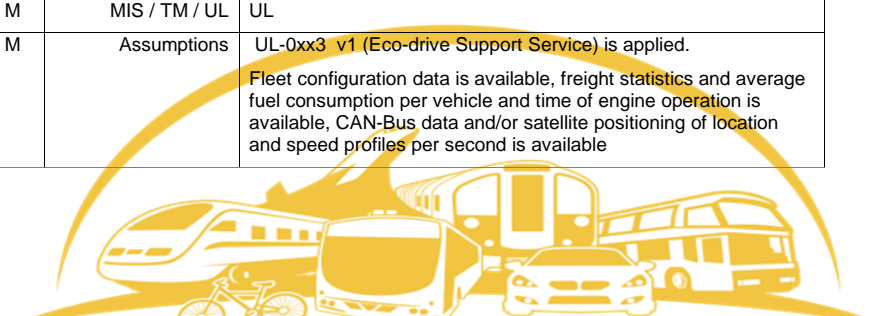 M MIS / TM / UL UL
M Assumptions UL-0xx3 v1 (Eco-drive Support Service) is applied.
Fleet configuration data is available, freight statistics and average
fuel consumption per vehicle and time of engine operation is
available, CAN-Bus data and/or satellite positioning of location
and speed profiles per second is available